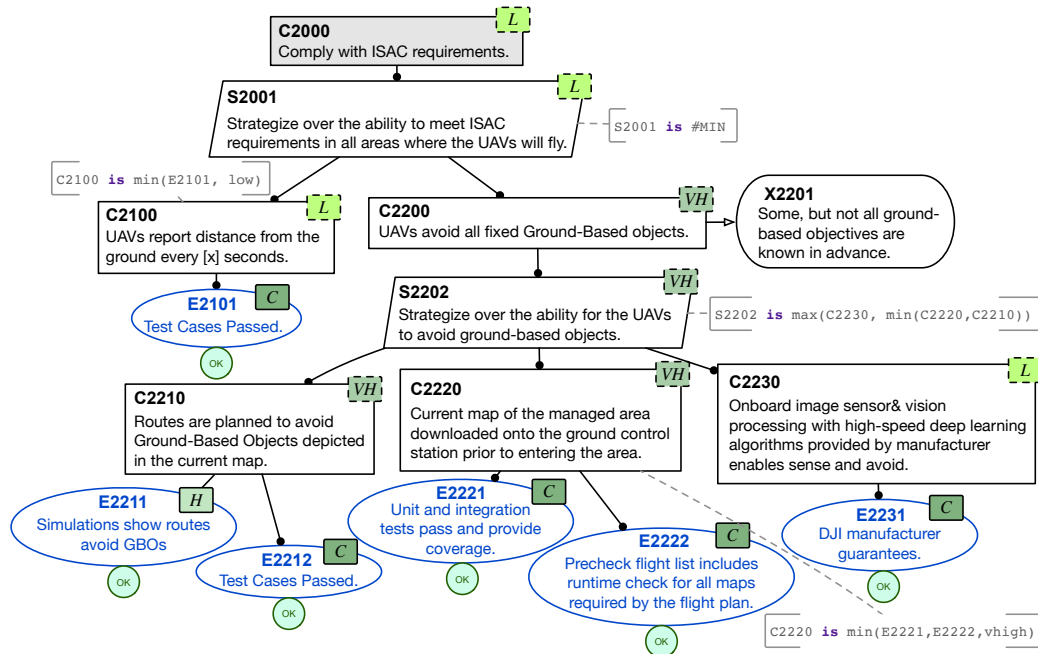 C2000
L
Comply with ISAC requirements.
S2001
L
Strategize over the ability to meet ISAC
requirements in all areas where the UAVs will fly.
S2001 is #MIN
C2100 is min(E2101, low)
C2100
L
UAVs report distance from the
ground every [x] seconds.
C2200
VH
UAVs avoid all fixed Ground-Based objects.
X2201
Some, but not all ground-
based objectives are
known in advance.
E2101
C
Test Cases Passed.
OK
S2202
VH
Strategize over the ability for the UAVs
to avoid ground-based objects.
S2202 is max(C2230, min(C2220,C2210))
C2210
VH
Routes are planned to avoid
Ground-Based Objects depicted
in the current map.
C2220
VH
Current map of the managed area
downloaded onto the ground control
station prior to entering the area.
C2230
L
Onboard image sensor& vision
processing with high-speed deep learning
algorithms provided by manufacturer
enables sense and avoid.
E2211
H
Simulations show routes
avoid GBOs
OK
E2212
C
Test Cases Passed.
OK
E2221
C
Unit and integration
tests pass and provide
coverage.
OK
E2222
C
Precheck flight list includes
runtime check for all maps
required by the flight plan.
OK
E2231
C
DJI manufacturer
guarantees.
OK
C2220 is min(E2221,E2222,vhigh)